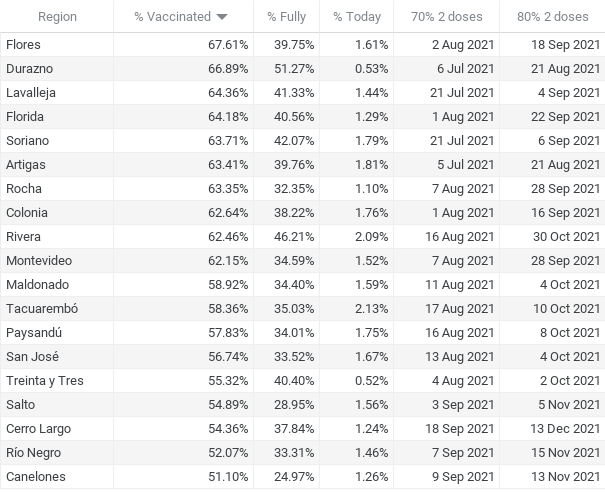 Region % Vaccinated % Fully % Today 70% 2 doses 80% 2 doses
Flores 67.61% 39.75% 1.61% 2 Aug 2021 18 Sep 2021
Durazno 66.89% 51.27% 0.53% 6 Jul 2021 21 Aug 2021
Lavalleja 64.36% 41.33% 1.44% 21 Jul 2021 4 Sep 2021
Florida 64.18% 40.56% 1.29% 1 Aug 2021 22 Sep 2021
Soriano 63.71% 42.07% 1.79% 21 Jul 2021 6 Sep 2021
Artigas 63.41% 39.76% 1.81% 5 Jul 2021 21 Aug 2021
Rocha 63.35% 32.35% 1.10% 7 Aug 2021 28 Sep 2021
Colonia 62.64% 38.22% 1.76% 1 Aug 2021 16 Sep 2021
Rivera 62.46% 46.21% 2.09% 16 Aug 2021 30 Oct 2021
Montevideo 62.15% 34.59% 1.52% 7 Aug 2021 28 Sep 2021
Maldonado 58.92% 34.40% 1.59% 11 Aug 2021 4 Oct 2021
Tacuarembó 58.36% 35.03% 2.13% 17 Aug 2021 10 Oct 2021
Paysandú 57.83% 34.01% 1.75% 16 Aug 2021 8 Oct 2021
San José 56.74% 33.52% 1.67% 13 Aug 2021 4 Oct 2021
Treinta y Tres 55.32% 40.40% 0.52% 4 Aug 2021 2 Oct 2021
Salto 54.89% 28.95% 1.56% 3 Sep 2021 5 Nov 2021
Cerro Largo 54.36% 37.84% 1.24% 18 Sep 2021 13 Dec 2021
Río Negro 52.07% 33.31% 1.46% 7 Sep 2021 15 Nov 2021
Canelones 51.10% 24.97% 1.26% 9 Sep 2021 13 Nov 2021